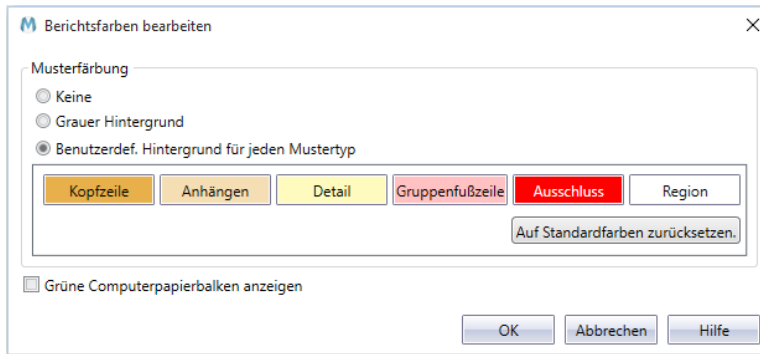 Berichtsfarben bearbeiten
Musterfärbung
Keine
Grauer Hintergrund
Benutzerdef. Hintergrund für jeden Mustertyp
Kopfzeile Anhängen Detail Gruppenfußzeile Ausschluss Region
Auf Standardfarben zurücksetzen.
Grüne Computerpapierbalken anzeigen
OK Abbrechen Hilfe